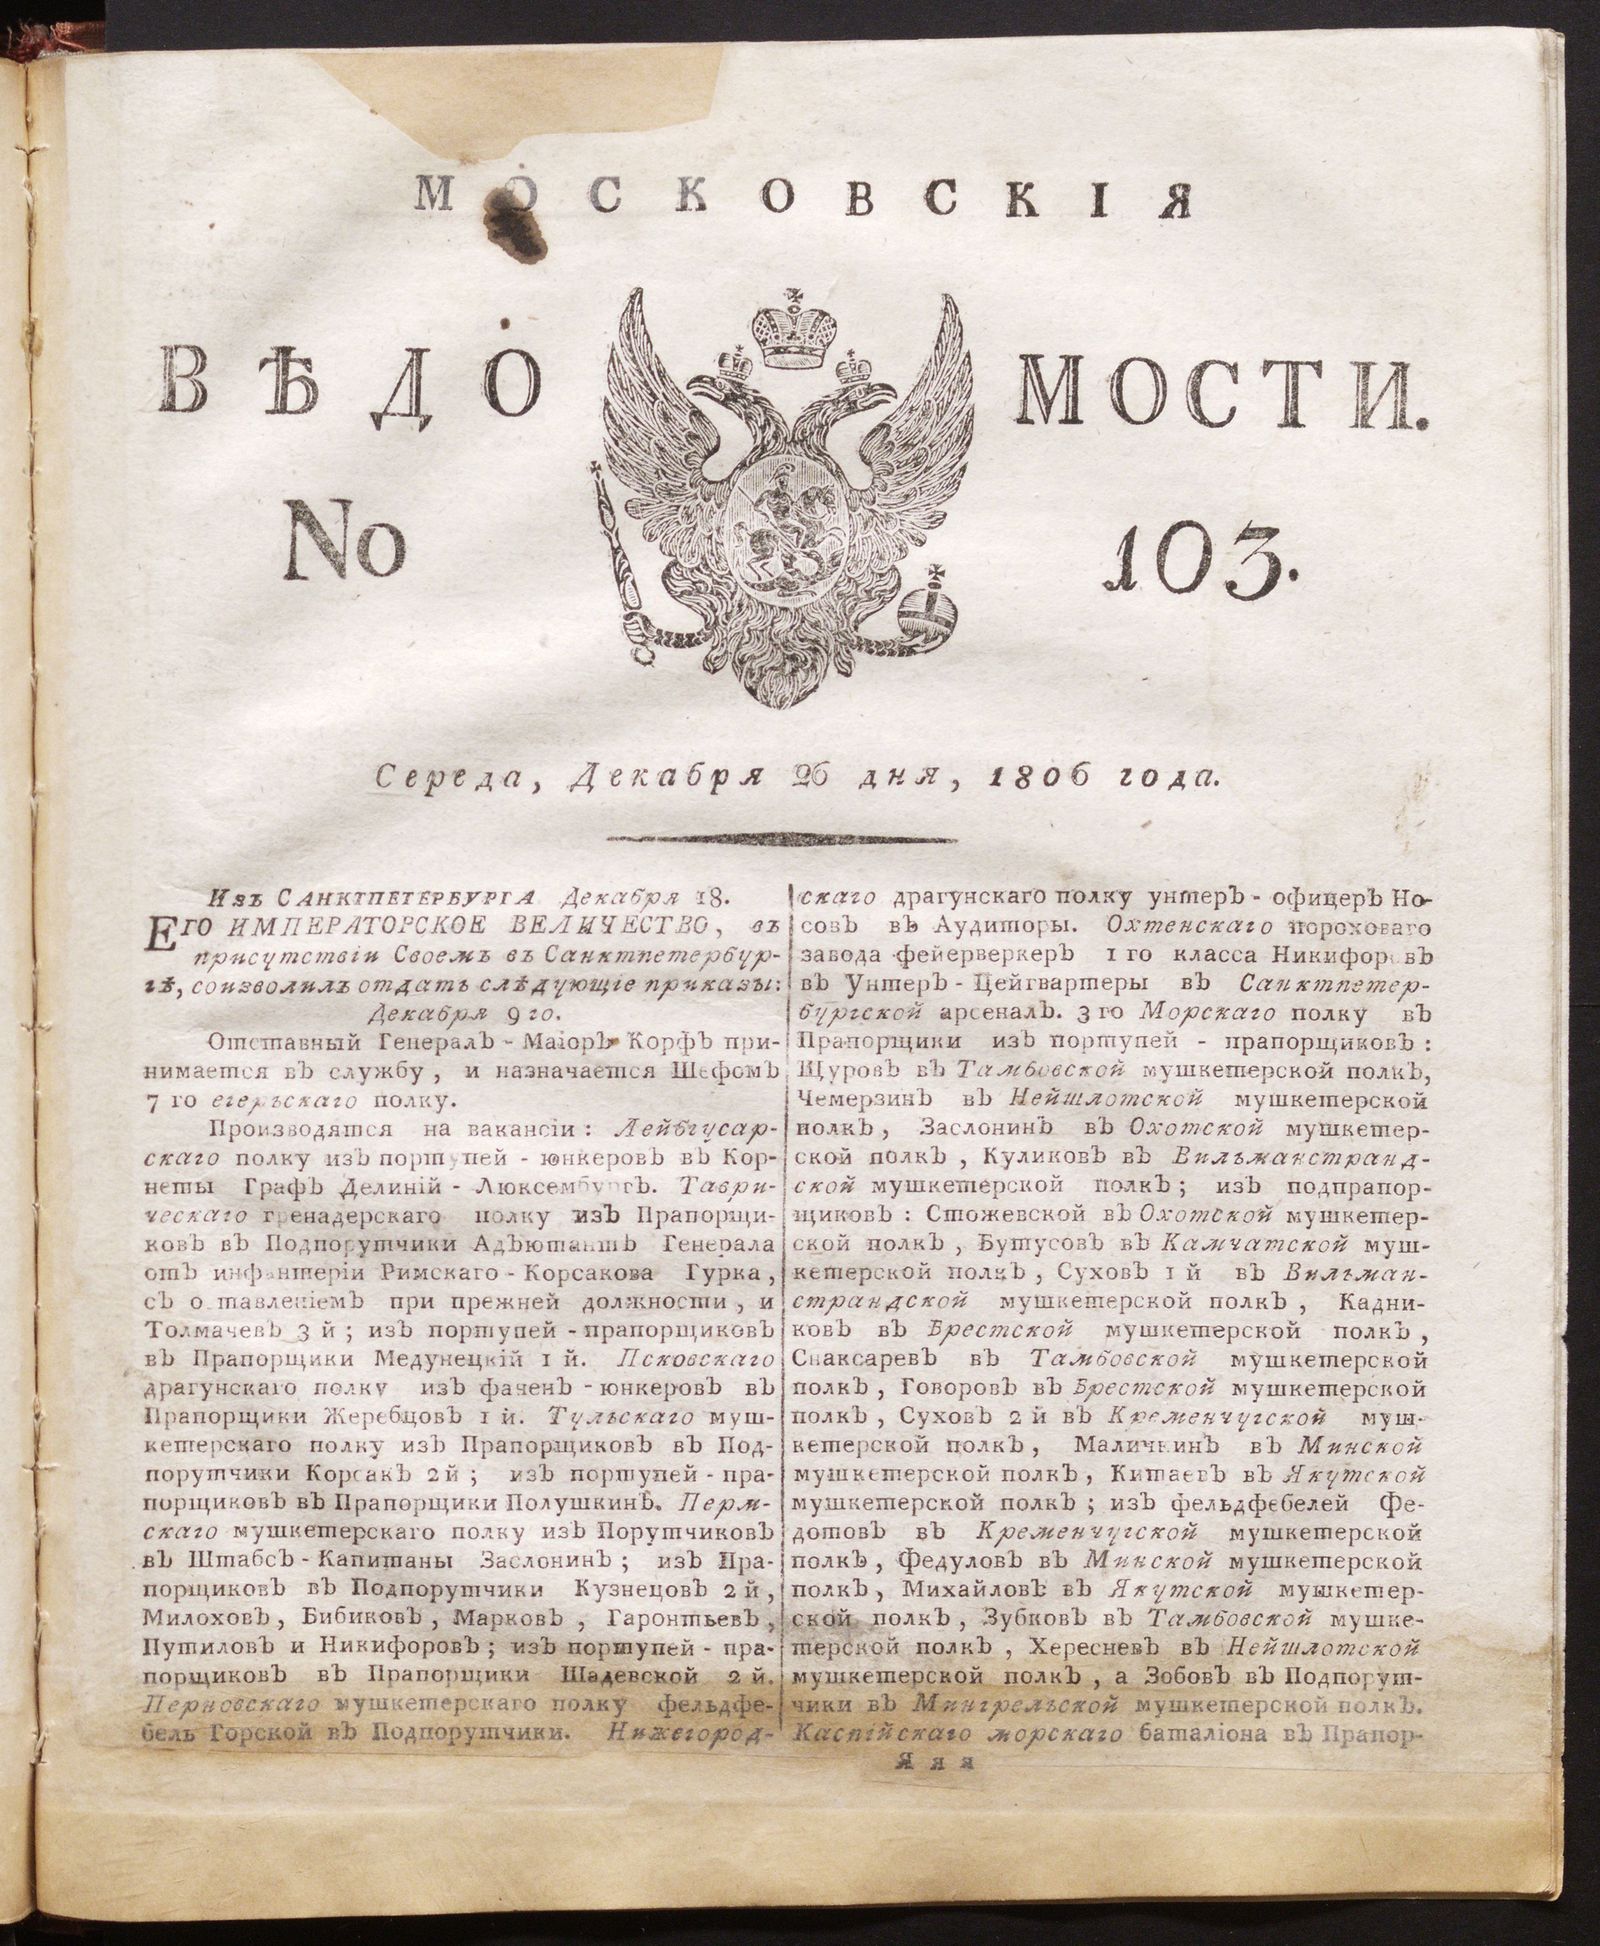 МОСКОВСКІЯ
ВѢДОМОСТИ.
No 103.
Середа, Декабря 26 дня, 1806 года.
Изъ Санктпетербурга Декабря 18.
Его ИМПЕРАТОРСКОЕ ВЕЛИЧЕСТВО, въ
присутствіи Своемъ въ Санктпетербур-
гѣ, соизволилъ отдать слѣдующіе приказы:
Декабря 9 го.
Отставный Генералъ - Маіоръ Корфъ при-
нимается въ службу, и назначается Шефомъ
7 го егерьскаго полку.
Производятся на вакансіи: Лейбгусар-
скаго полку изъ портупей - юнкеровъ въ Кор-
неты Графъ Делиній - Люксембургъ. Таври-
ческаго гренадерскаго полку изъ Прапорщи-
ковъ въ Подпорутчики Адъютантъ Генерала
отъ инфантеріи Римскаго - Корсакова Гурка,
съ оставленіемъ при прежней должности, и
Толмачевъ 3 й; изъ портупей - прапорщиковъ
въ Прапорщики Медунецкій 1 й. Псковскаго
драгунскаго полку изъ фанен - юнкеровъ въ
Прапорщики Жеребцовъ 1 й. Тульскаго муш-
кетерскаго полку изъ Прапорщиковъ въ Под-
порутчики Корсакъ 2й; изъ портупей - пра-
порщиковъ въ Прапорщики Полушкинъ. Перм-
скаго мушкетерскаго полку изъ Порутчиковъ
въ Штабсъ - Капитаны Заслонинъ; изъ Пра-
порщиковъ въ Подпорутчики Кузнецовъ 2 й,
Милоховъ, Бибиковъ, Марковъ, Гаронтьевъ,
Путиловъ и Никифоровъ; изъ портупей - пра-
порщиковъ въ Прапорщики Шадевской 2 й.
Перновскаго мушкетерскаго полку фельдфе-
бель Горской въ Подпорутчики. Нижегород-
скаго драгунскаго полку унтеръ - офицеръ Но-
совъ въ Аудиторы. Охтенскаго пороховаго
завода фейерверкеръ 1 го класса Никифоровъ
въ Унтеръ - Цейгвартеры въ Санктпетер-
бургской арсеналъ. 3 го Морскаго полку въ
Прапорщики изъ портупей - прапорщиковъ:
Щуровъ въ Тамбовской мушкетерской полкъ,
Чемерзинъ въ Нейшлотской мушкетерской
полкъ, Заслонинъ въ Охотской мушкетер-
ской полкъ, Куликовъ въ Вильманстранд-
ской мушкетерской полкъ; изъ подпрапор-
щиковъ: Стожевской въ Охотской мушкетер-
ской полкъ, Бутусовъ въ Камчатской муш-
кетерской полкъ, Суховъ 1 й въ Вильман-
страндской мушкетерской полкъ, Кадни-
ковъ въ Брестской мушкетерской полкъ,
Снаксаревъ въ Тамбовской мушкетерской
полкъ, Говоровъ въ Брестской мушкетерской
полкъ, Суховъ 2 й въ Кременчугской муш-
кетерской полкъ, Маличкинъ въ Минской
мушкетерской полкъ, Китаевъ въ Якутской
мушкетерской полкъ; изъ фельдфебелей Фе-
дотовъ въ Кременчугской мушкетерской
полкъ, Федуловъ въ Минской мушкетерской
полкъ, Михайловъ въ Якутской мушкетер-
ской полкъ, Зубковъ въ Тамбовской мушке-
терской полкъ, Хересневъ въ Нейшлотской
мушкетерской полкъ, а Зобовъ въ Подпорут-
чики въ Мингрельской мушкетерской полкъ.
Каспійскаго морскаго баталіона въ Прапор-
Я я я